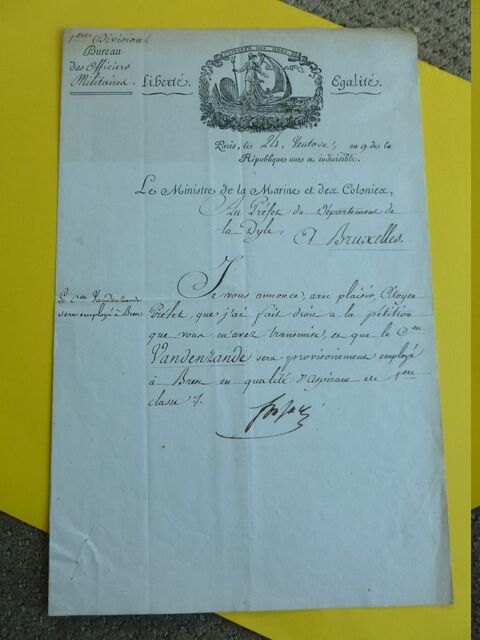 1ere Division
Bureau
des Officiers
Militaires
Liberté. Egalité.
Paris, le 24 Ventose, an 9 de la
République une et indivisible.
Le Ministre de la Marine et des Colonies,
Au Préfet du Département de
la Dyle, A Bruxelles.
Le Cen Vandenzande
sera employé à Brest
Je vous annonce, avec plaisir, Citoyen
Préfet, que j'ai fait droit à la pétition
que vous m'avez transmise, et que le Cen
Vandenzande sera provisoirement employé
à Brest en qualité d'Aspirant de 1ere
classe